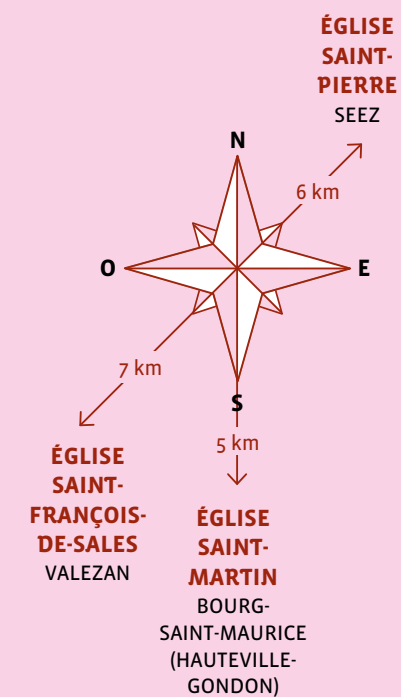 ÉGLISE
SAINT-
PIERRE
SEEZ
N
6 km
O
E
7 km
S
5 km
ÉGLISE
SAINT-
FRANÇOIS-
DE-SALES
VALEZAN
ÉGLISE
SAINT-
MARTIN
BOURG-
SAINT-MAURICE
(HAUTEVILLE-
GONDON)